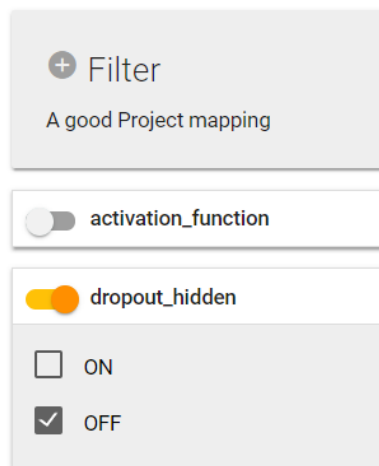 Filter
A good Project mapping
activation_function
dropout_hidden
ON
OFF